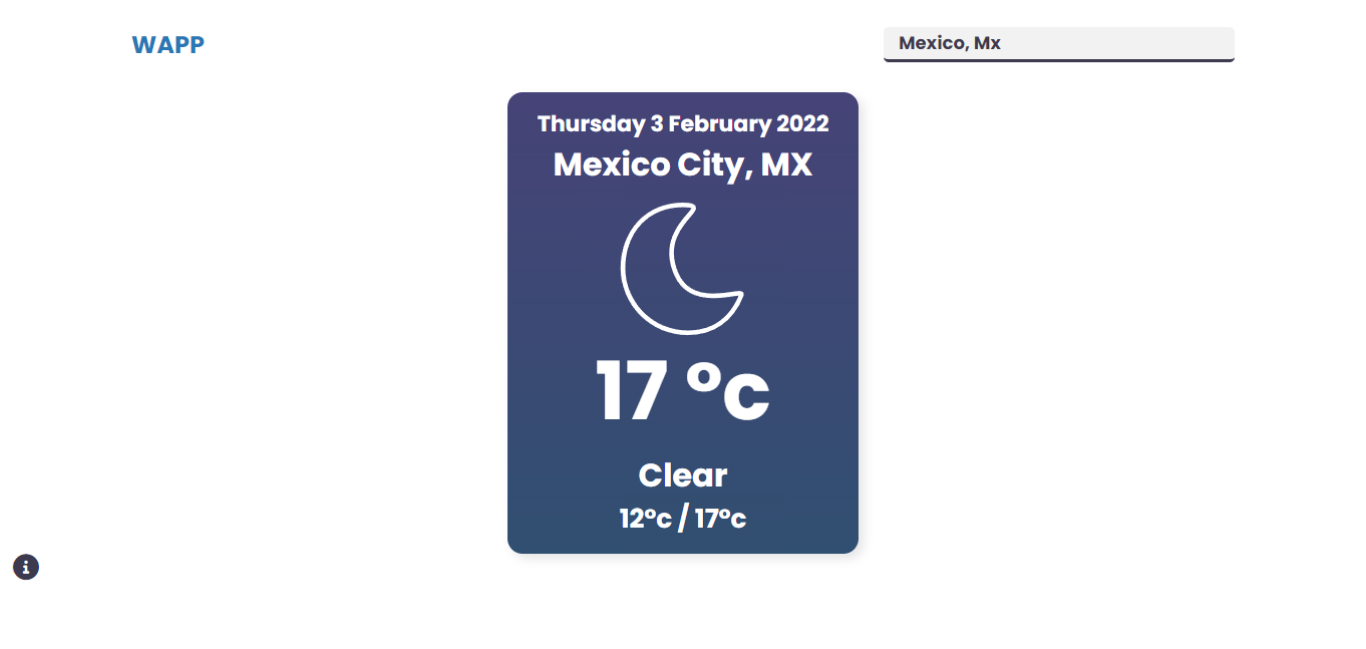 WAPP
Mexico, Mx
Thursday 3 February 2022
Mexico City, MX
17 °c
Clear
12°c / 17°c
i